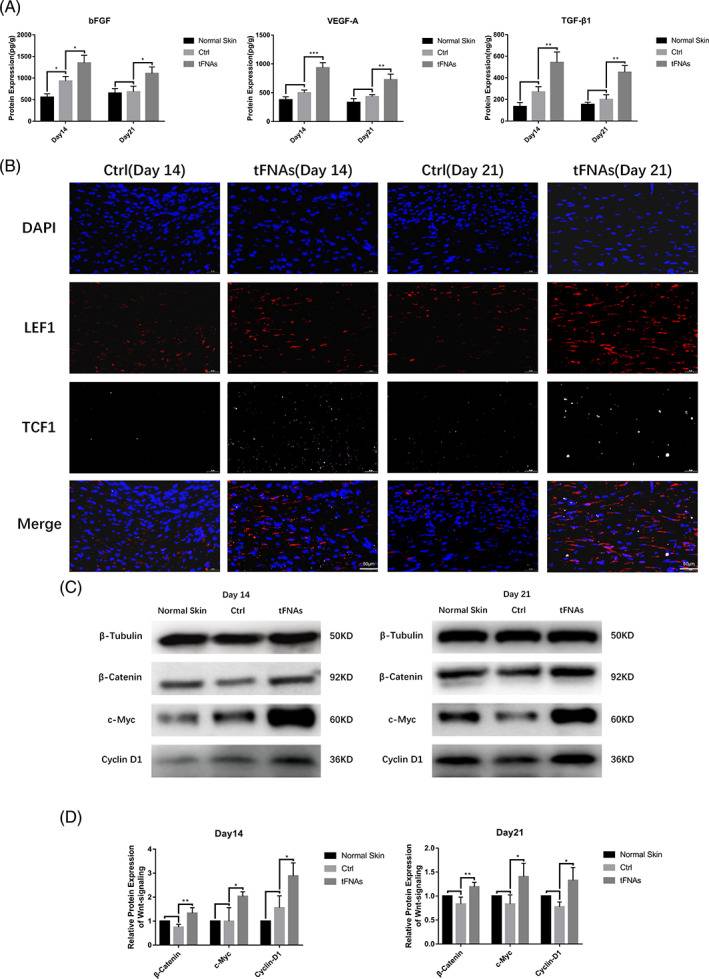 (A)
bFGF
Protein Expression(pg/g)
2000
1500
1000
500
0
Day14
Day21
*
*
*
Normal Skin
Ctrl
tFNAs
VEGF-A
Protein Expression(pg/g)
1500
1000
500
0
Day14
Day21
***
**
Normal Skin
Ctrl
tFNAs
TGF-β1
Protein Expression(ng/g)
800
600
400
200
0
Day14
Day21
**
**
Normal Skin
Ctrl
tFNAs
(B)
Ctrl(Day 14) tFNAs(Day 14) Ctrl(Day 21) tFNAs(Day 21)
DAPI
LEF1
TCF1
Merge
50μm
50μm
(C)
Day 14
Normal Skin Ctrl tFNAs
β-Tubulin 50KD
β-Catenin 92KD
c-Myc 60KD
Cyclin D1 36KD
Day 21
Normal Skin Ctrl tFNAs
β-Tubulin 50KD
β-Catenin 92KD
c-Myc 60KD
Cyclin D1 36KD
(D)
Day14
Relative Protein Expression
of Wnt-signaling
4
3
2
1
0
β-Catenin
c-Myc
Cyclin-D1
**
*
*
Normal Skin
Ctrl
tFNAs
Day21
Relative Protein Expression
of Wnt-signaling
2.0
1.5
1.0
0.5
0.0
β-Catenin
c-Myc
Cyclin-D1
**
*
*
Normal Skin
Ctrl
tFNAs